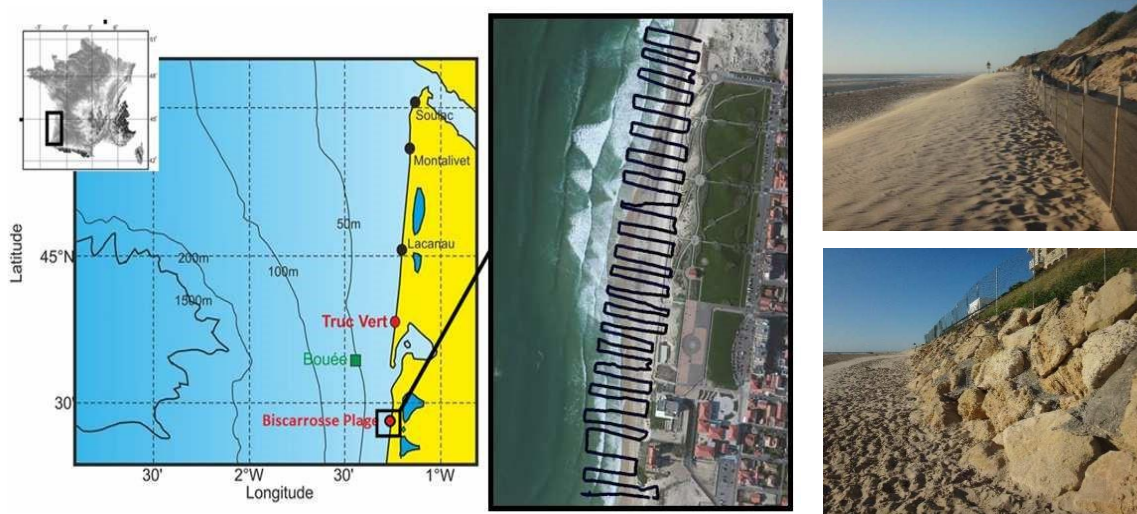 Soulac
Montalivet
50m
Lacanau
Latitude
45°N
200m
100m
1500m
Truc Vert
Bouée
30'
Biscarrosse Plage
30'
2°W
30'
1°W
Longitude